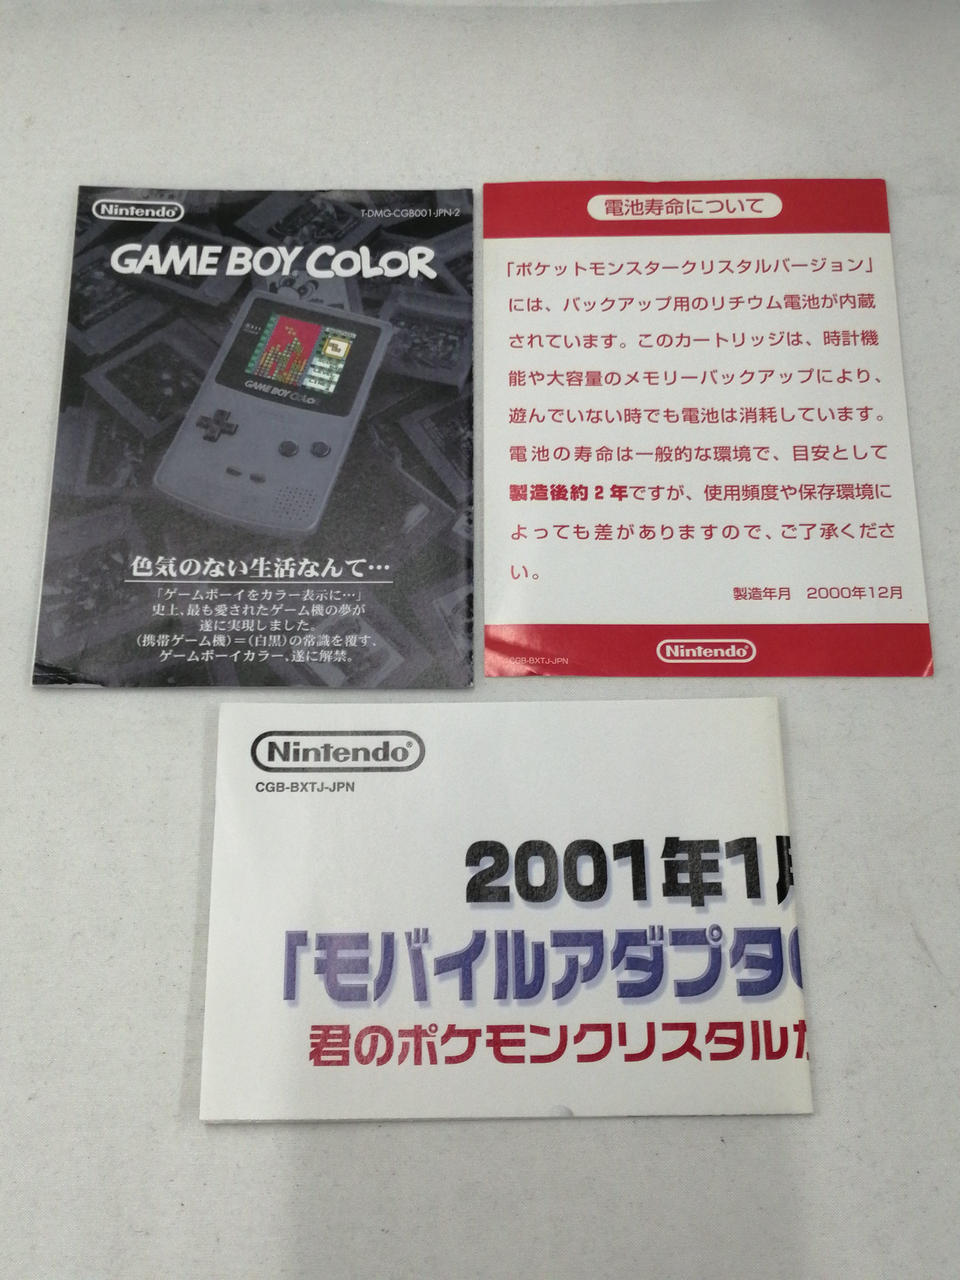 Nintendo
T-DMG-CGB001-JPN-2
GAME BOY COLOR
GAME BOY COLOR
色気のない生活なんて…
「ゲームボーイをカラー表示に…」
史上、最も愛されたゲーム機の夢が
遂に実現しました。
(携帯ゲーム機)=(白黒)の常識を覆す、
ゲームボーイカラー、遂に解禁。
電池寿命について
「ポケットモンスタークリスタルバージョン」
には、バックアップ用のリチウム電池が内蔵
されています。このカートリッジは、時計機
能や大容量のメモリーバックアップにより、
遊んでいない時でも電池は消耗しています。
電池の寿命は一般的な環境で、目安として
製造後約2年ですが、使用頻度や保存環境に
よっても差がありますので、ご了承くださ
い。
製造年月 2000年12月
Nintendo
CGB-BXTJ-JPN
Nintendo®
CGB-BXTJ-JPN
2001年1月
「モバイルアダプタ
君のポケモンクリスタルが